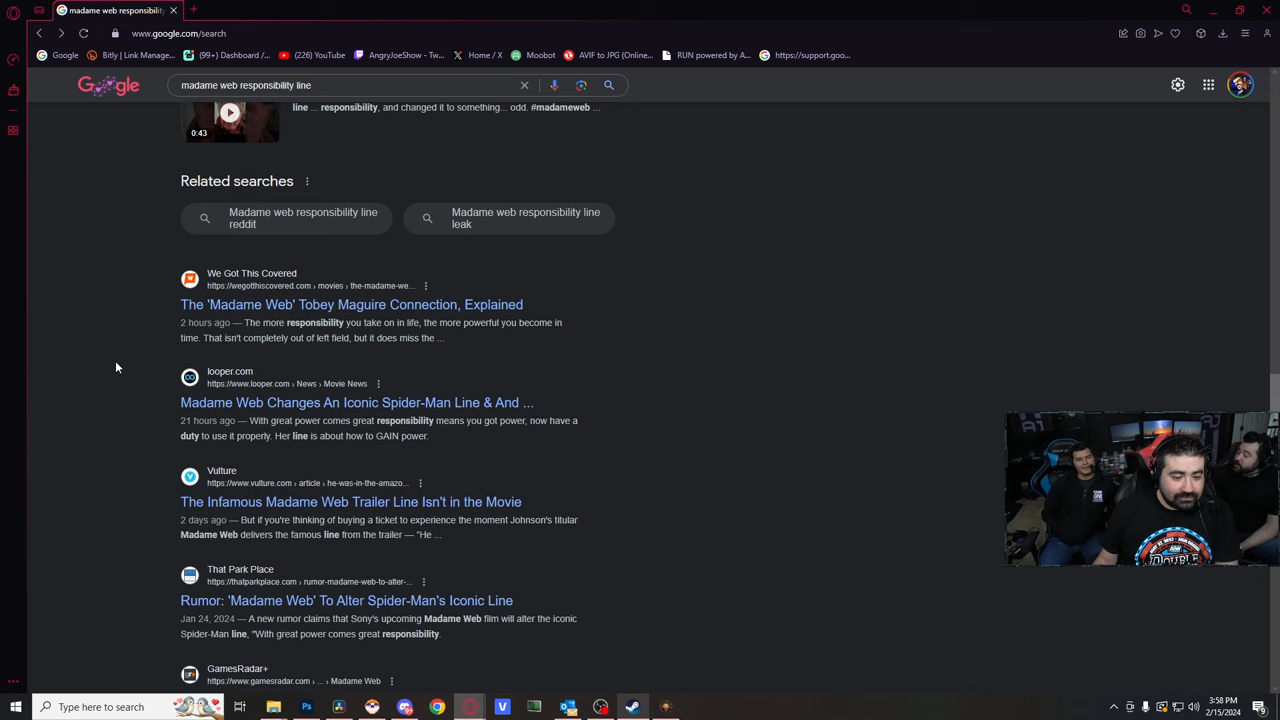 madame web responsibility
www.google.com/search
Google
Bitly | Link Manage...
(99+) Dashboard /...
(226) YouTube
AngryJoeShow - Tw...
Home / X
Moobot
AVIF to JPG (Online...
RUN powered by A...
https://support.goo...
Google
madame web responsibility line
line ... responsibility, and changed it to something... odd. #madameweb ...
0:43
Related searches
Madame web responsibility line
reddit
Madame web responsibility line
leak
We Got This Covered
https://wegotthiscovered.com › movies › the-madame-we...
The 'Madame Web' Tobey Maguire Connection, Explained
2 hours ago — The more responsibility you take on in life, the more powerful you become in
time. That isn't completely out of left field, but it does miss the ...
looper.com
https://www.looper.com › News › Movie News
Madame Web Changes An Iconic Spider-Man Line & And ...
21 hours ago — With great power comes great responsibility means you got power, now have a
duty to use it properly. Her line is about how to GAIN power.
Vulture
https://www.vulture.com › article › he-was-in-the-amazo...
The Infamous Madame Web Trailer Line Isn't in the Movie
2 days ago — But if you're thinking of buying a ticket to experience the moment Johnson's titular
Madame Web delivers the famous line from the trailer — "He ...
That Park Place
https://thatparkplace.com › rumor-madame-web-to-alter-...
Rumor: 'Madame Web' To Alter Spider-Man's Iconic Line
Jan 24, 2024 — A new rumor claims that Sony's upcoming Madame Web film will alter the iconic
Spider-Man line, "With great power comes great responsibility.
GamesRadar+
https://www.gamesradar.com › ... › Madame Web
Type here to search
3:58 PM
2/15/2024